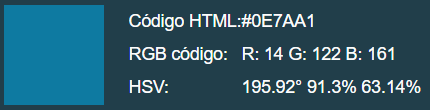 Código HTML:#0E7AA1
RGB código: R: 14 G: 122 B: 161
HSV: 195.92° 91.3% 63.14%